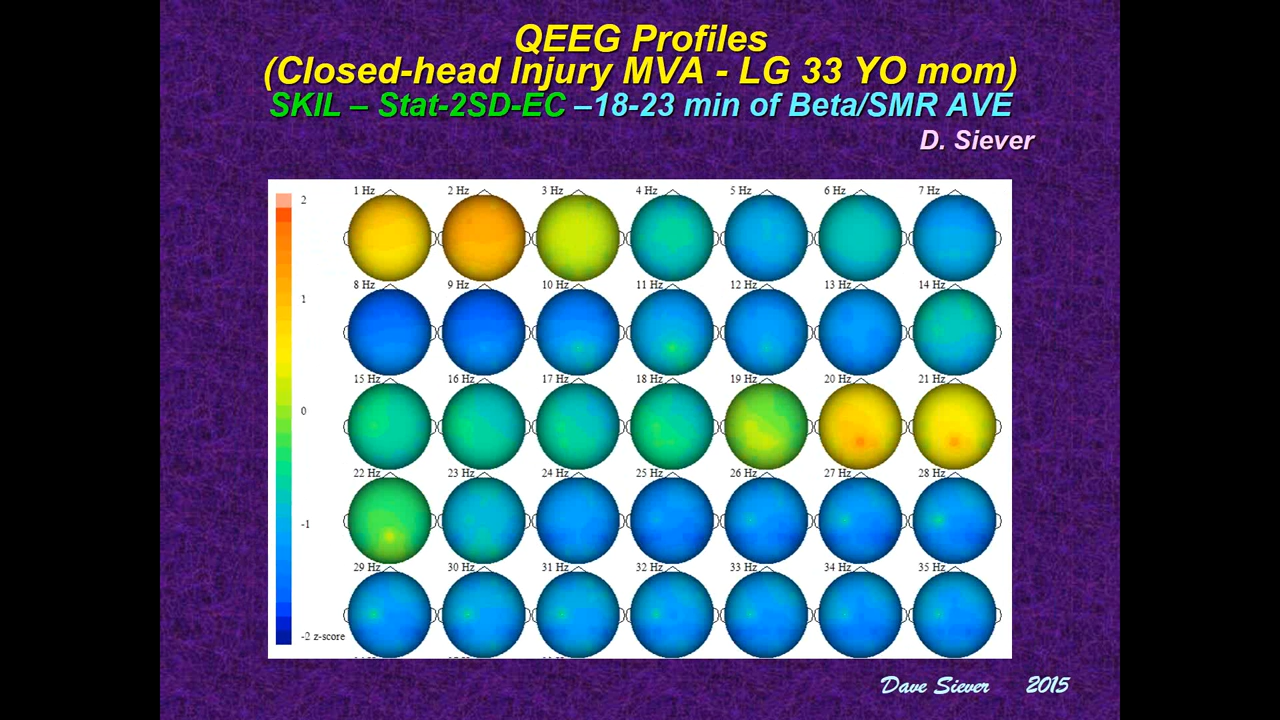 QEEG Profiles
(Closed-head Injury MVA - LG 33 YO mom)
SKIL – Stat-2SD-EC –18-23 min of Beta/SMR AVE
D. Siever
1 Hz 2 Hz 3 Hz 4 Hz 5 Hz 6 Hz 7 Hz
2
8 Hz 9 Hz 10 Hz 11 Hz 12 Hz 13 Hz 14 Hz
1
15 Hz 16 Hz 17 Hz 18 Hz 19 Hz 20 Hz 21 Hz
0
22 Hz 23 Hz 24 Hz 25 Hz 26 Hz 27 Hz 28 Hz
-1
29 Hz 30 Hz 31 Hz 32 Hz 33 Hz 34 Hz 35 Hz
-2 z-score
Dave Siever 2015